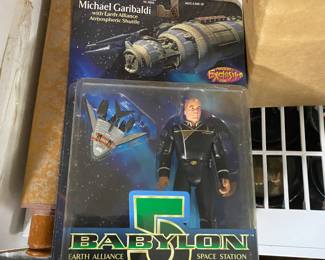 Michael Garibaldi
with Earth Alliance
Atmospheric Shuttle
Exclusive
BABYLON
5
EARTH ALLIANCE SPACE STATION